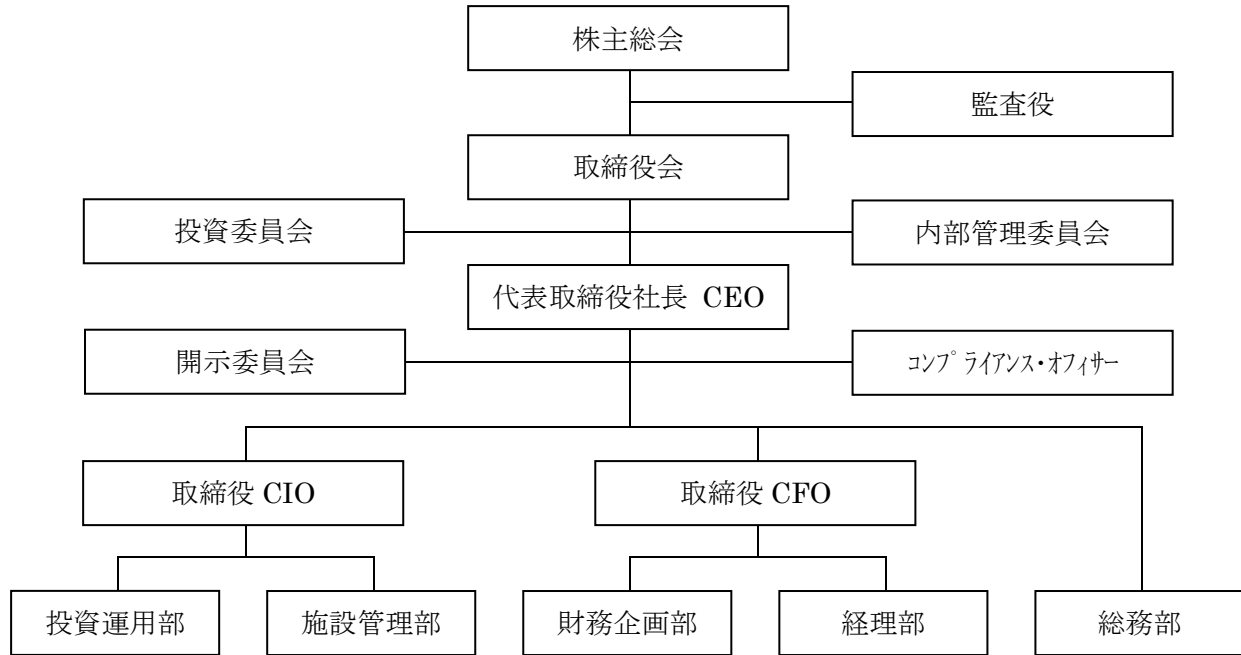 株主総会
監査役
取締役会
投資委員会
内部管理委員会
代表取締役社長 CEO
開示委員会
ｺﾝﾌﾟﾗｲｱﾝｽ・ｵﾌｨｻｰ
取締役 CIO
取締役 CFO
投資運用部
施設管理部
財務企画部
経理部
総務部